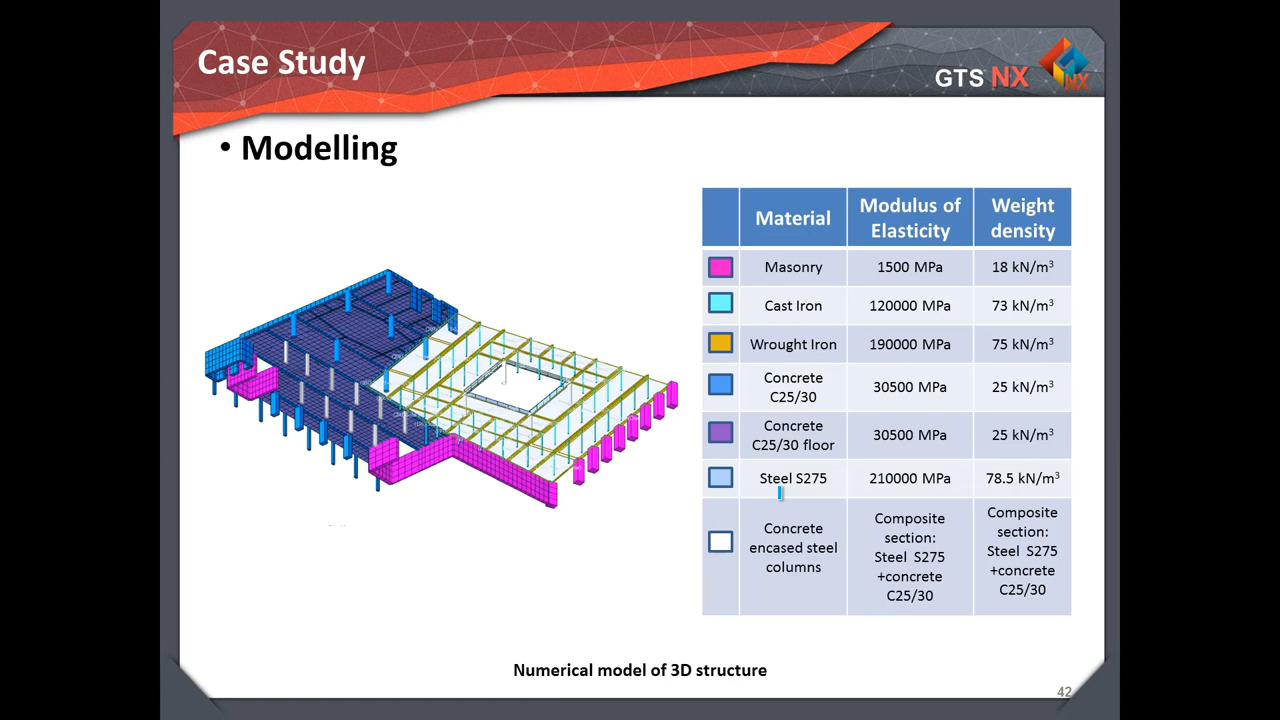 Case Study
GTS NX
NX
• Modelling
Material
Modulus of
Elasticity
Weight
density
Masonry
1500 MPa
18 kN/m³
Cast Iron
120000 MPa
73 kN/m³
Wrought Iron
190000 MPa
75 kN/m³
Concrete
C25/30
30500 MPa
25 kN/m³
Concrete
C25/30 floor
30500 MPa
25 kN/m³
Steel S275
210000 MPa
78.5 kN/m³
Concrete
encased steel
columns
Composite
section:
Steel S275
+concrete
C25/30
Composite
section:
Steel S275
+concrete
C25/30
Numerical model of 3D structure
42